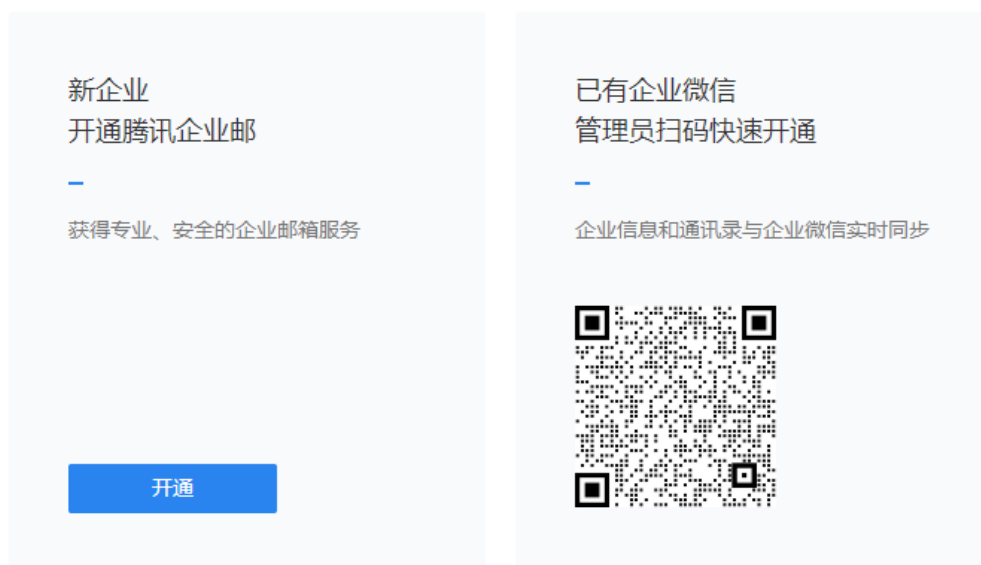 新企业
开通腾讯企业邮
获得专业、安全的企业邮箱服务
开通
已有企业微信
管理员扫码快速开通
企业信息和通讯录与企业微信实时同步